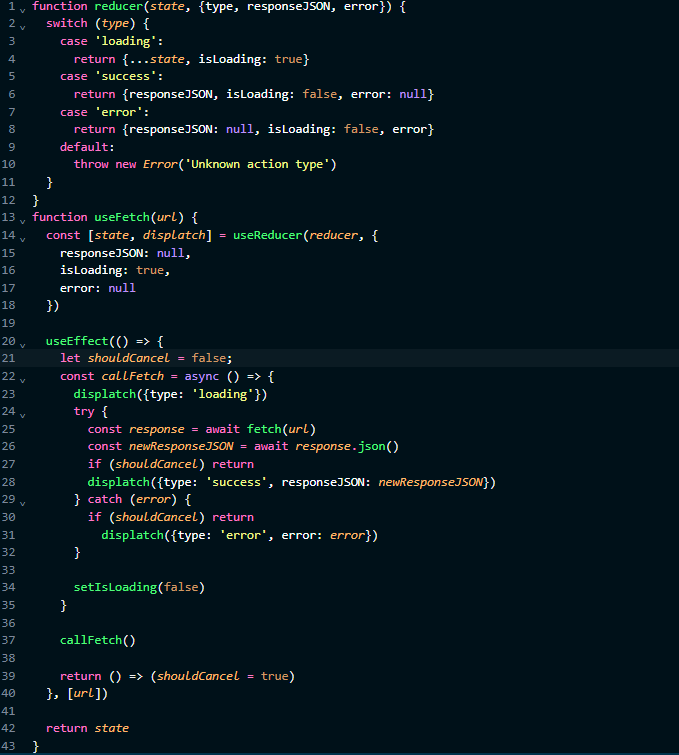 1 function reducer(state, {type, responseJSON, error}) {
2 switch (type) {
3 case 'loading':
4 return {...state, isLoading: true}
5 case 'success':
6 return {responseJSON, isLoading: false, error: null}
7 case 'error':
8 return {responseJSON: null, isLoading: false, error}
9 default:
10 throw new Error('Unknown action type')
11 }
12 }
13 function useFetch(url) {
14 const [state, displatch] = useReducer(reducer, {
15 responseJSON: null,
16 isLoading: true,
17 error: null
18 })
19
20 useEffect(() => {
21 let shouldCancel = false;
22 const callFetch = async () => {
23 displatch({type: 'loading'})
24 try {
25 const response = await fetch(url)
26 const newResponseJSON = await response.json()
27 if (shouldCancel) return
28 displatch({type: 'success', responseJSON: newResponseJSON})
29 } catch (error) {
30 if (shouldCancel) return
31 displatch({type: 'error', error: error})
32 }
33
34 setIsLoading(false)
35 }
36
37 callFetch()
38
39 return () => (shouldCancel = true)
40 }, [url])
41
42 return state
43 }